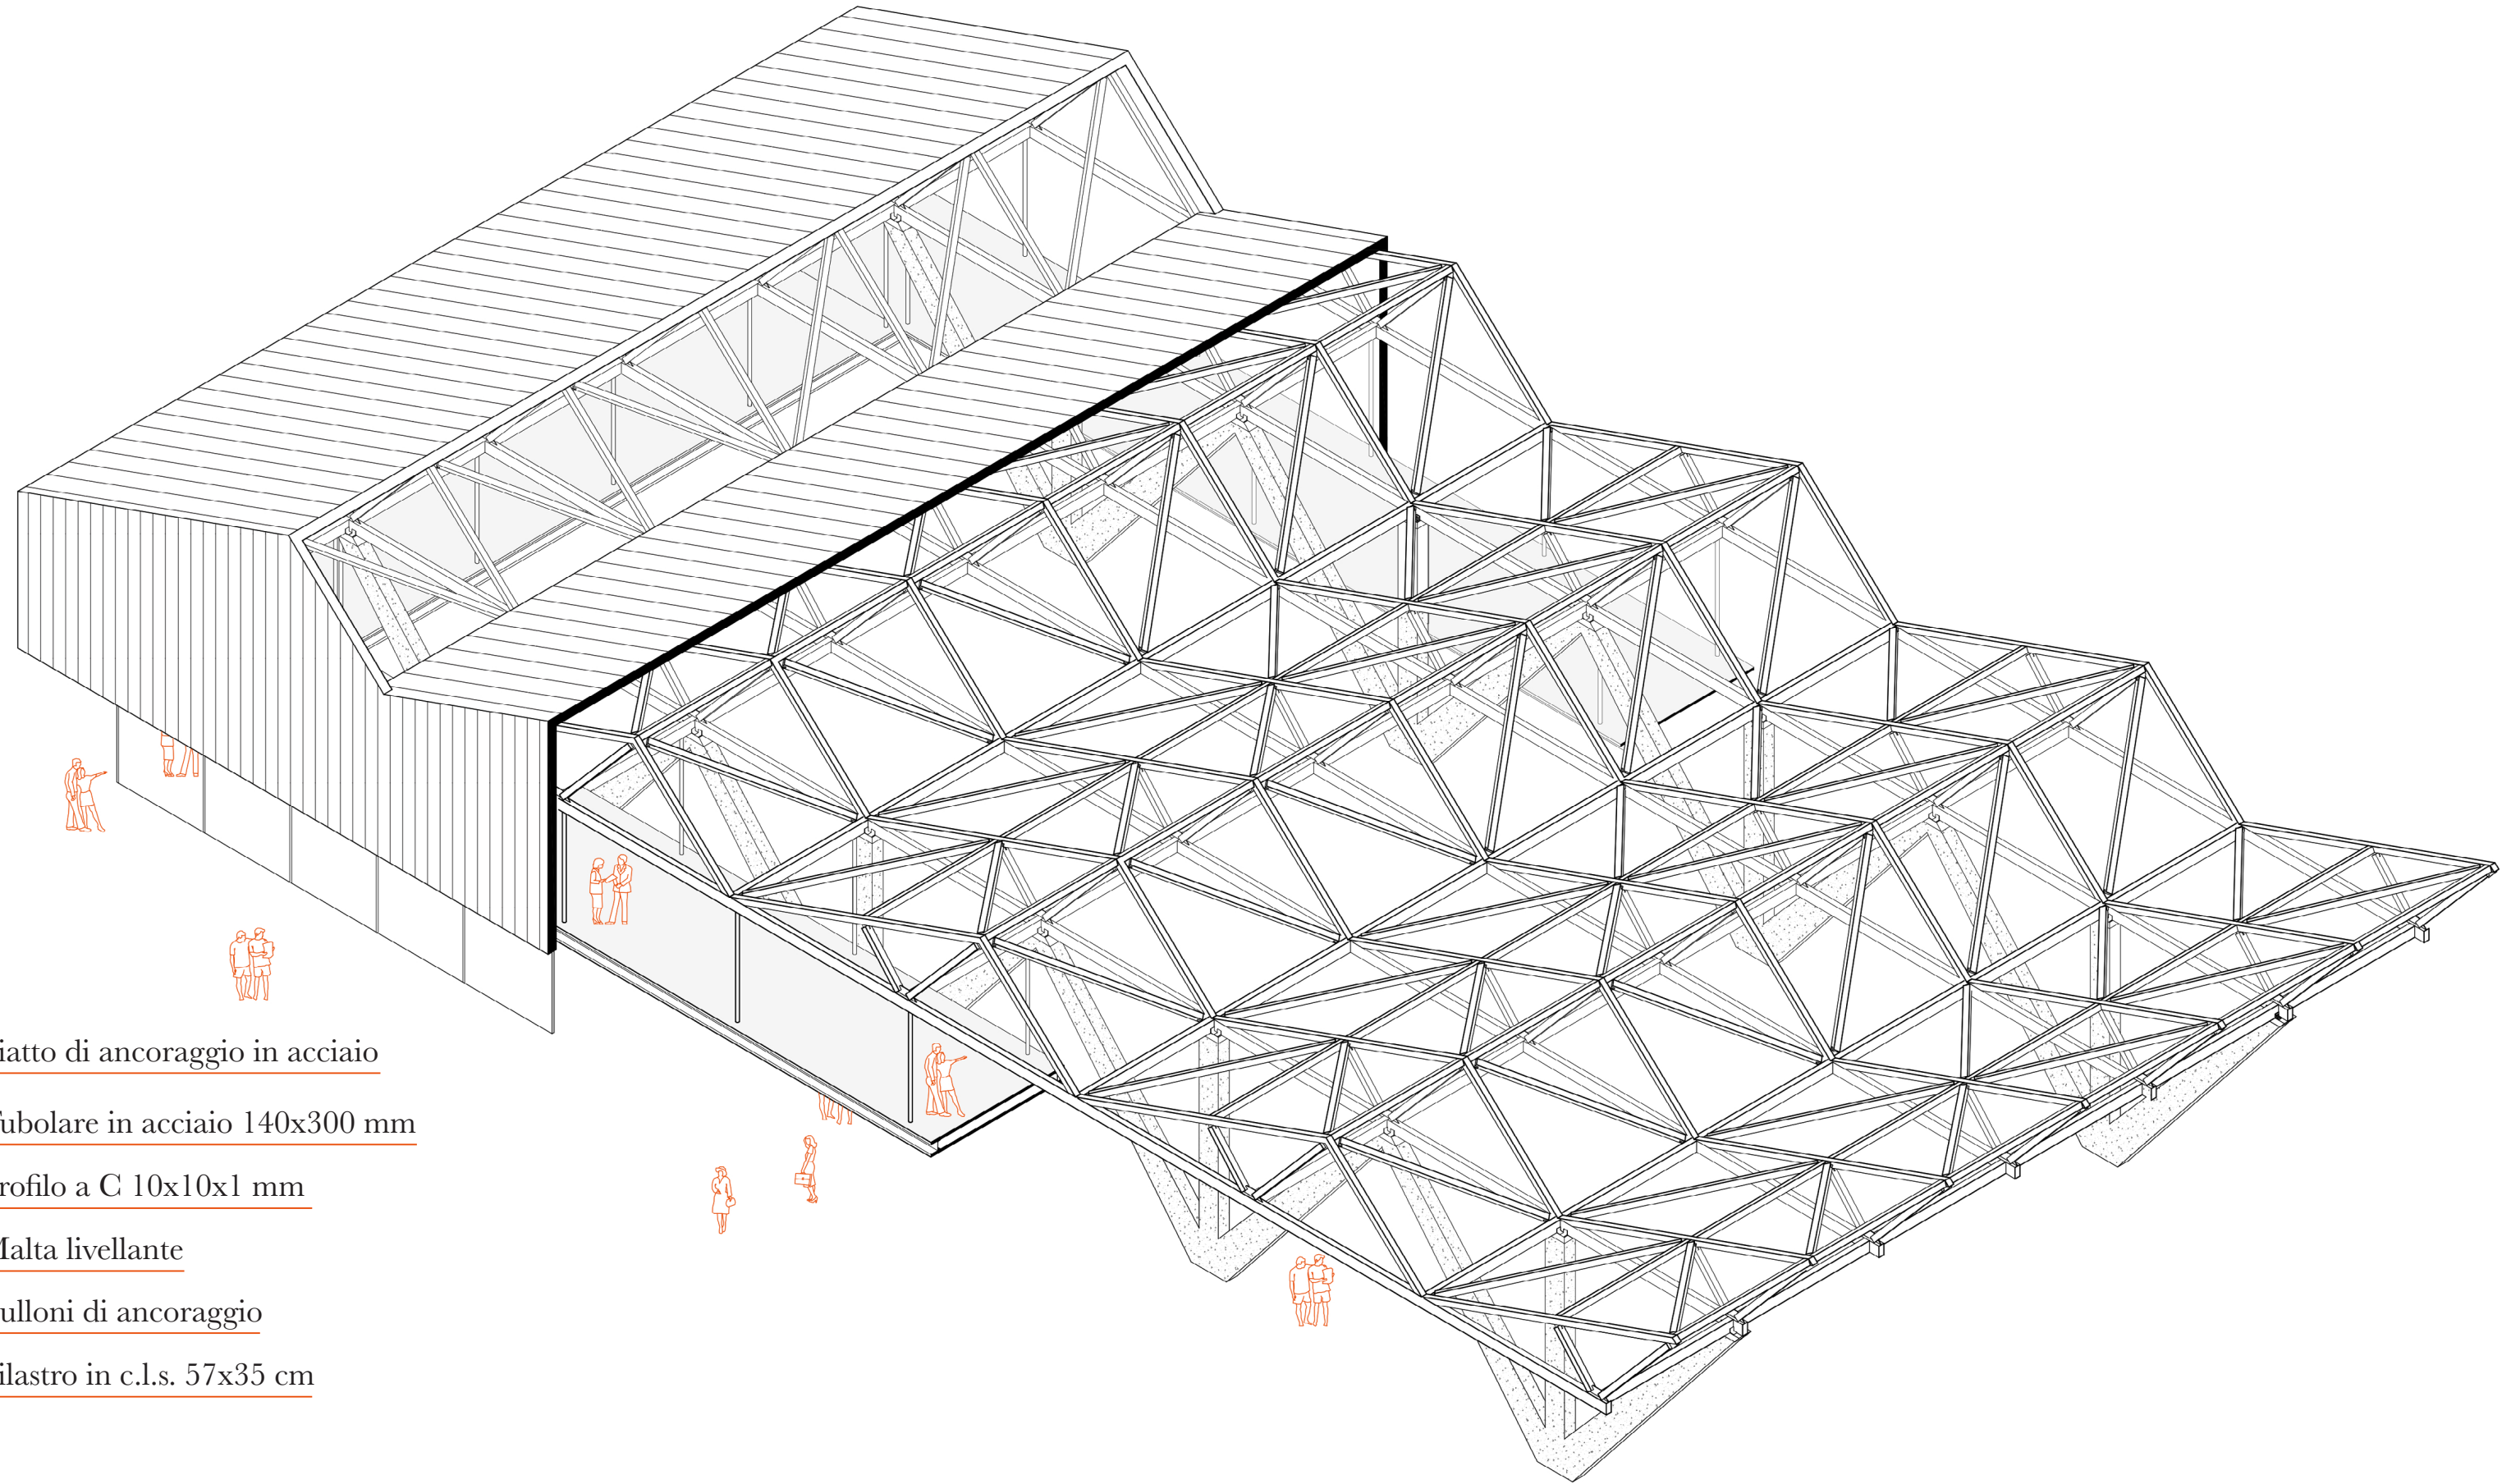 iatto di ancoraggio in acciaio
ubolare in acciaio 140x300 mm
rofilo a C 10x10x1 mm
alta livellante
ulloni di ancoraggio
ilastro in c.l.s. 57x35 cm